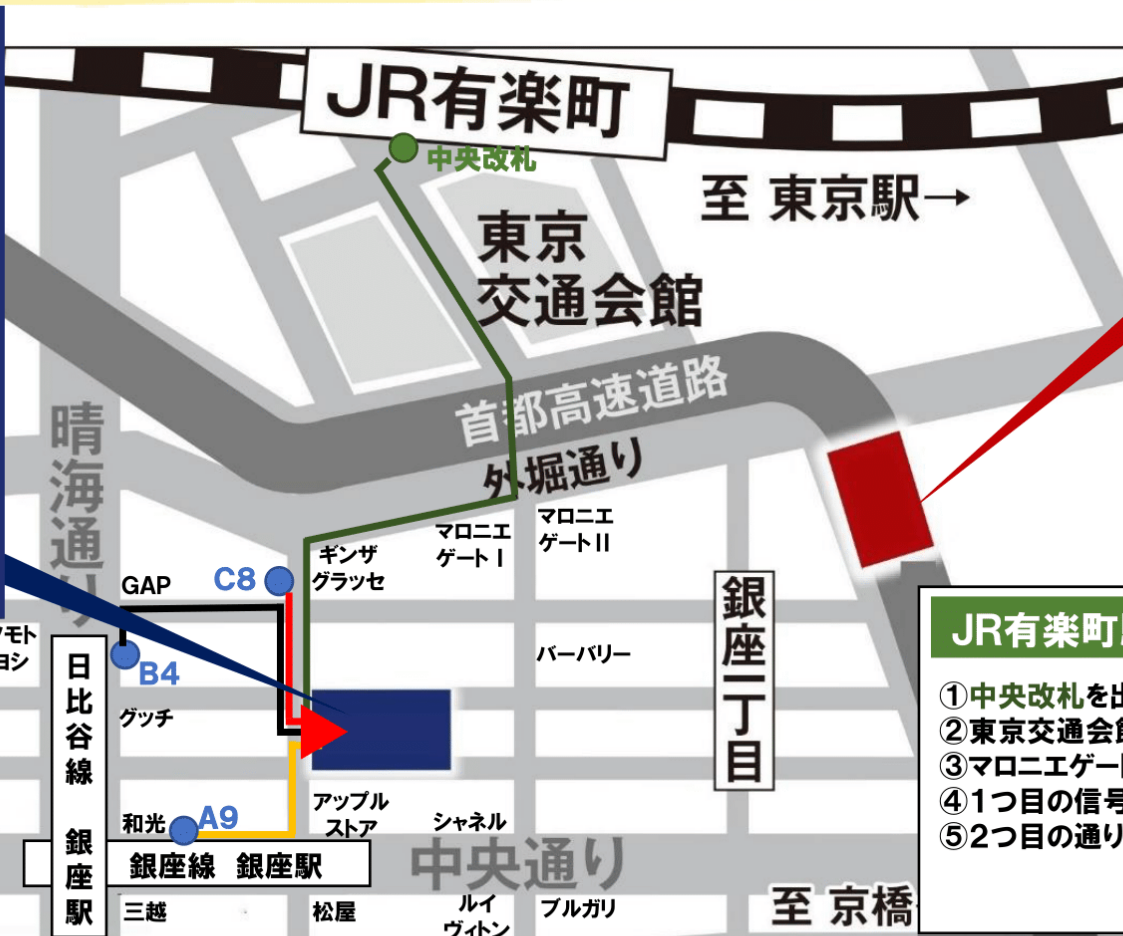 JR有楽町
中央改札
至 東京駅→
東京
交通会館
首都高速道路
外堀通り
晴海通り
マロニエ
ゲートⅠ
マロニエ
ゲートⅡ
ギンザ
グラッセ
GAP
C8
B4
バーバリー
グッチ
銀座一丁目
日比谷線 銀座駅
和光
A9
アップル
ストア
シャネル
銀座線 銀座駅
中央通り
三越
松屋
ルイ
ヴィトン
ブルガリ
至 京橋
JR有楽町
①中央改札を出
②東京交通会館
③マロニエゲート
④1つ目の信号
⑤2つ目の通り